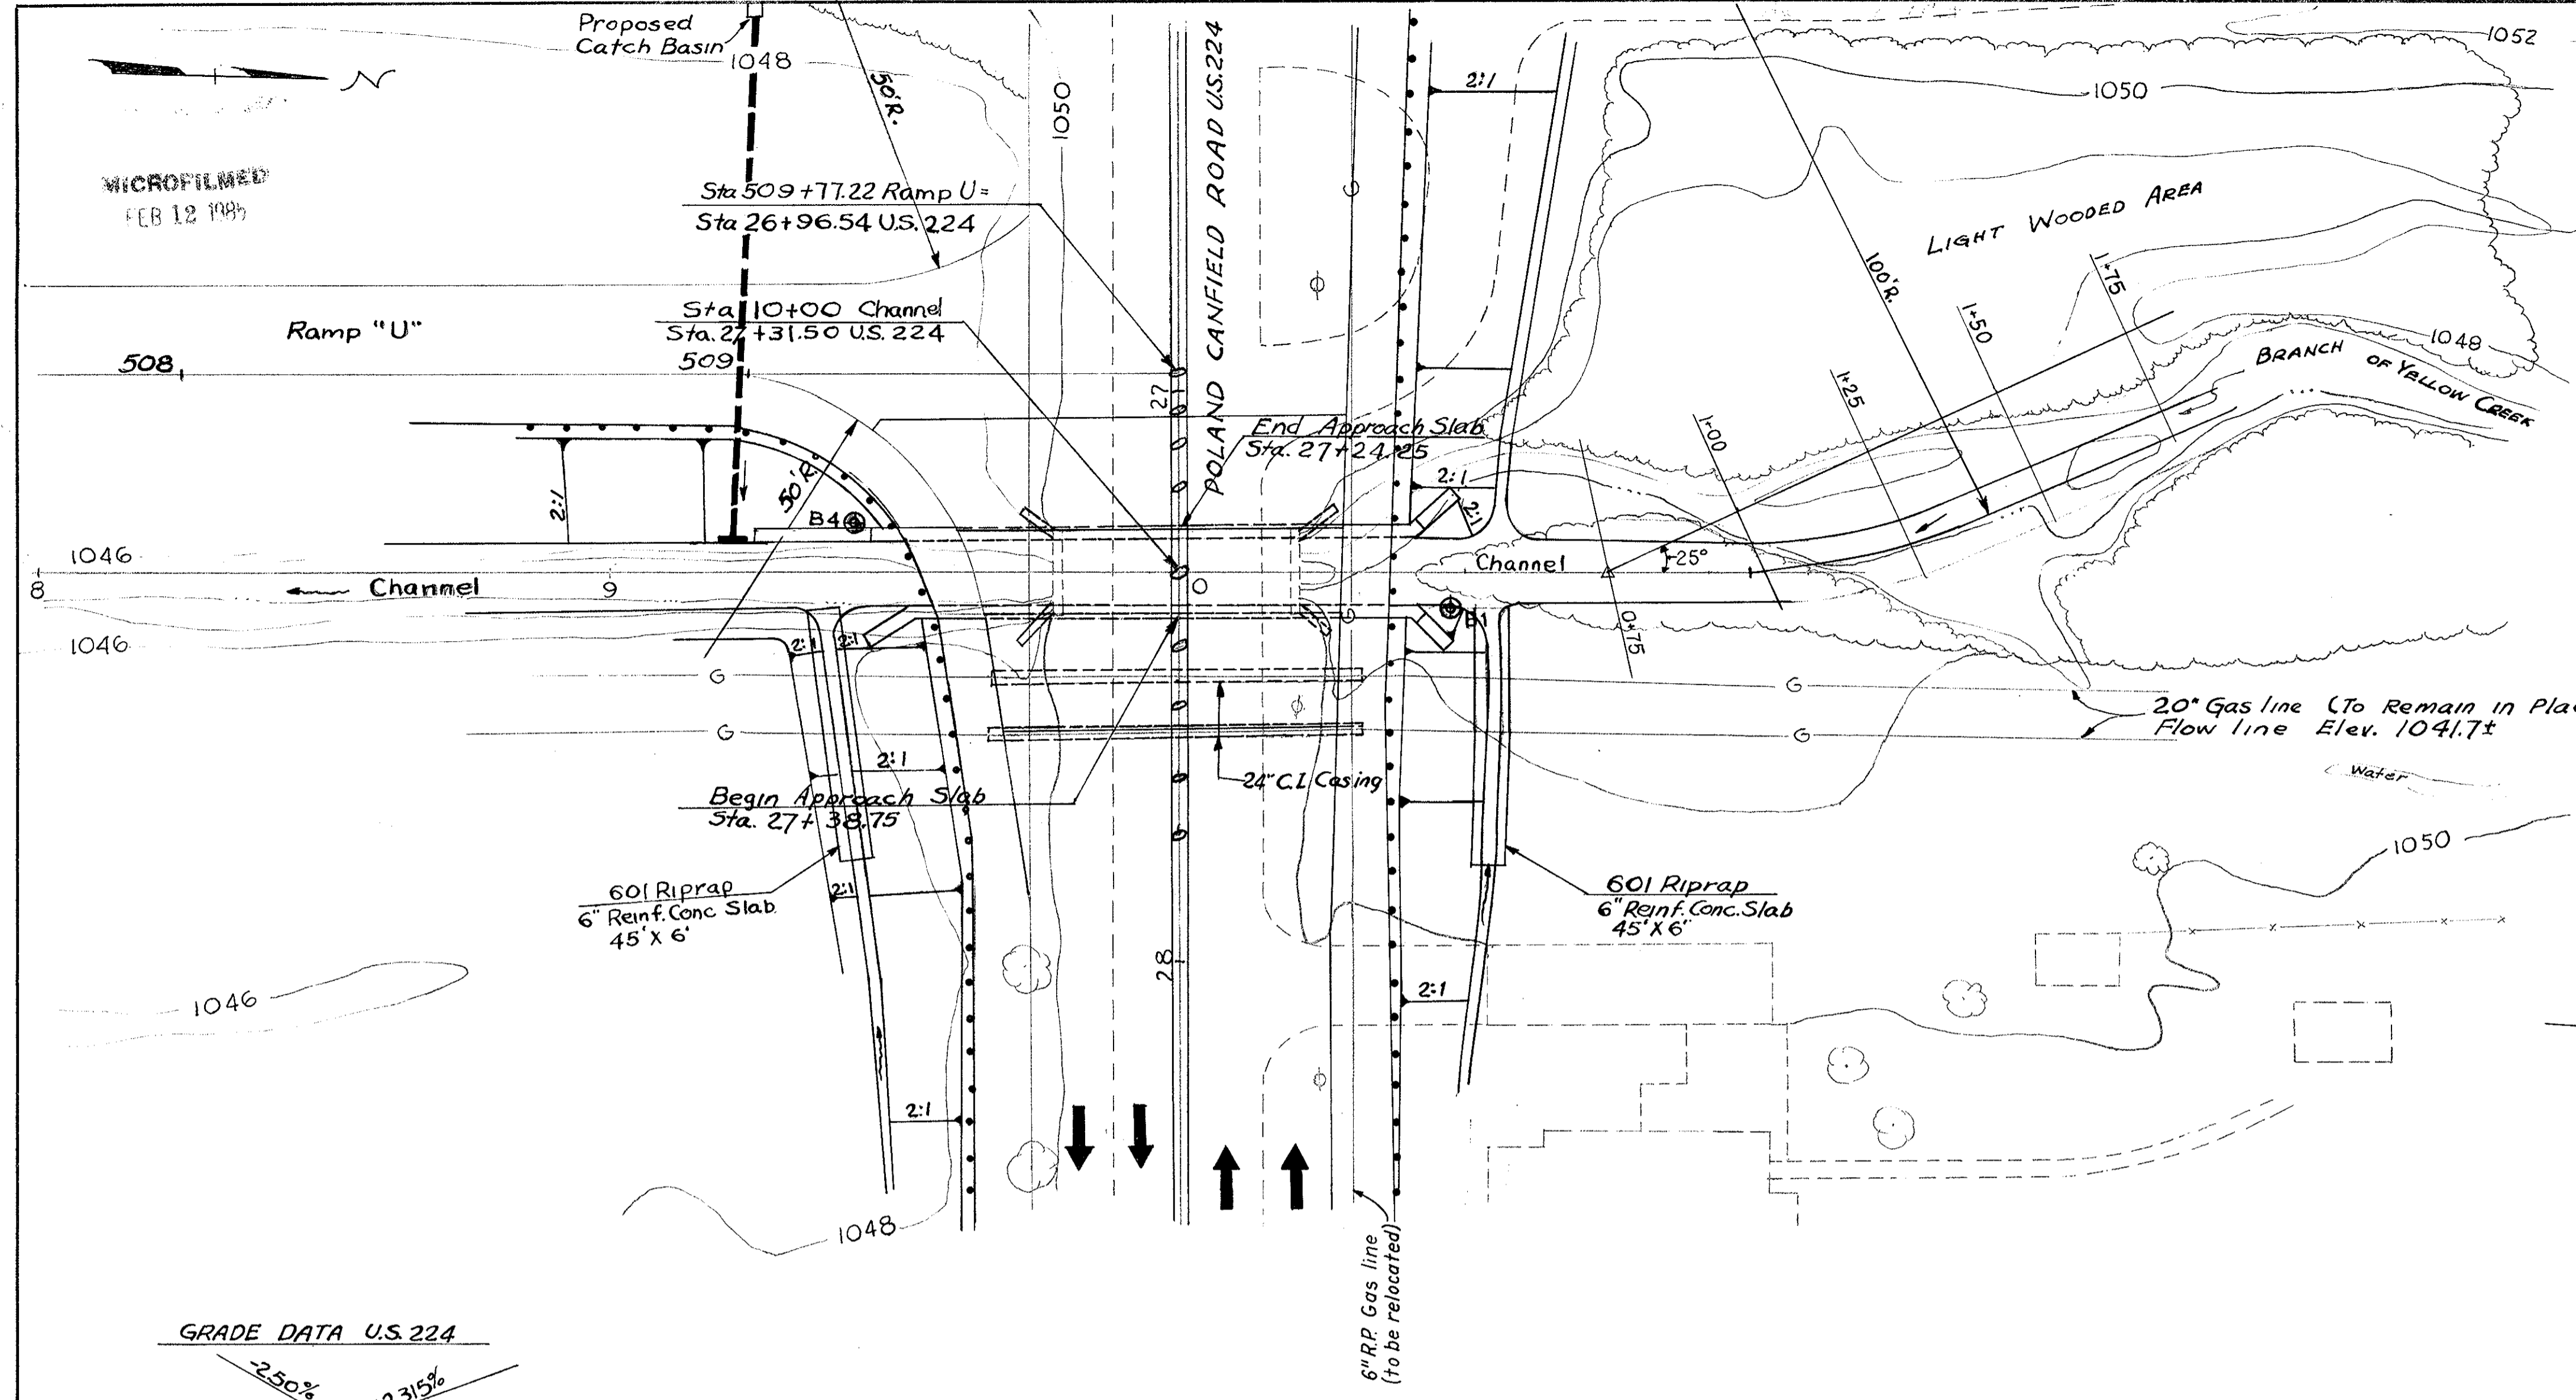 Proposed
Catch Basin
1048
N
MICROFILMED
FEB 12 1985
50'R.
1050
POLAND CANFIELD ROAD U.S.224
2:1
1052
1050
LIGHT WOODED AREA
Sta 509+77.22 Ramp U=
Sta 26+96.54 U.S. 224
G
100'R.
1+75
1+50
1+25
1+00
0+75
1048
BRANCH OF YELLOW CREEK
Ramp "U"
Sta 10+00 Channel
Sta. 27+31.50 U.S. 224
508
509
27
End Approach Slab
Sta. 27+24.25
2:1
50'R.
B4
2:1
2:1
Channel
25°
1046
8
Channel
9
O
B1
1046
2:1
2:1
G
G
G
20" Gas line (To Remain in Pla
Flow line Elev. 1041.7±
G
G
2:1
24" C.I. Casing
Water
Begin Approach Slab
Sta. 27+38.75
1050
601 Riprap
6" Reinf. Conc Slab
45' X 6'
2:1
601 Riprap
6" Reinf. Conc. Slab
45' X 6'
28
1046
2:1
2:1
1048
6" R.P. Gas line
(to be relocated)
GRADE DATA U.S. 224
-2.50%
.315%